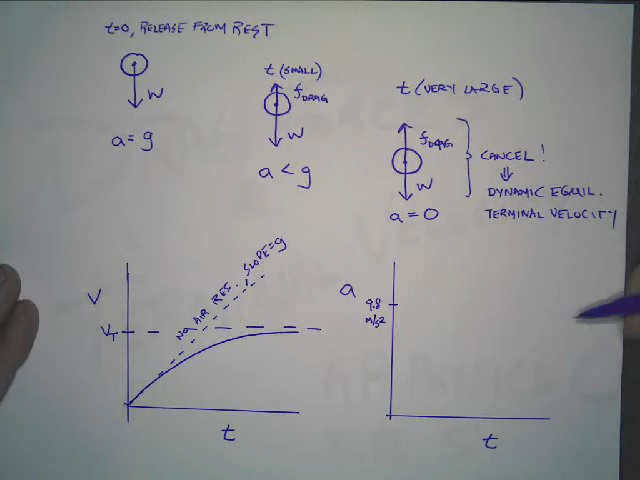 t=0, RELEASE FROM REST
W
a = g
t (SMALL)
fDRAG
W
a < g
t (VERY LARGE)
fDRAG
W
a = 0
CANCEL!
⇓
DYNAMIC EQUIL.
TERMINAL VELOCITY
V
VT
NO AIR RES. SLOPE=g
t
a
9.8
m/s2
t